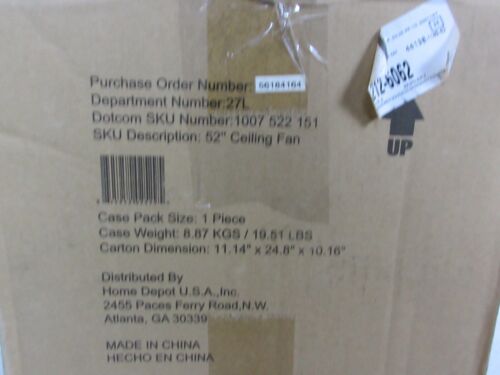 Purchase Order Number: 56164164
Department Number:27L
Dotcom SKU Number:1007 522 151
SKU Description: 52" Ceiling Fan
212-6062
UP
Case Pack Size: 1 Piece
Case Weight: 8.87 KGS / 19.51 LBS
Carton Dimension: 11.14" x 24.8" x 10.16"
Distributed By
Home Depot U.S.A.,Inc.
2455 Paces Ferry Road,N.W.
Atlanta, GA 30339
MADE IN CHINA
HECHO EN CHINA